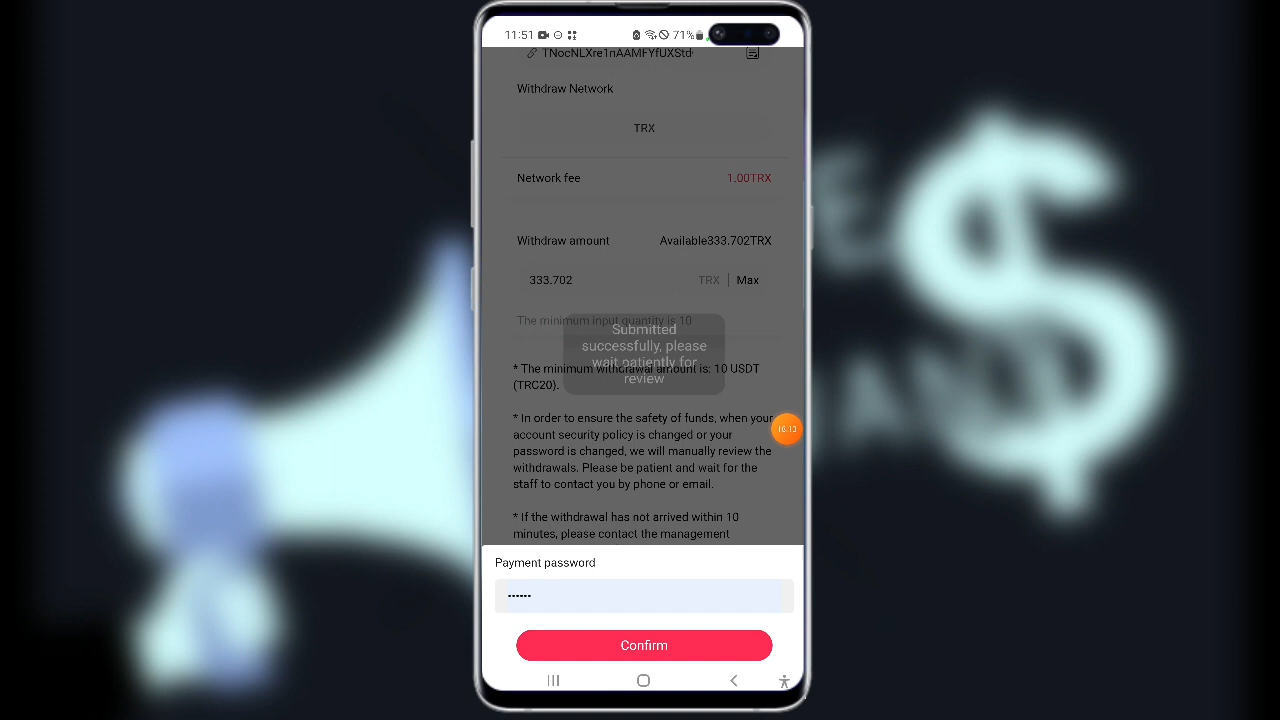 11:51
71%
TNocNLXre1nAAMFYfUXStd
Withdraw Network
TRX
Network fee 1.00TRX
Withdraw amount Available333.702TRX
333.702 TRX | Max
The minimum input quantity is 10
Submitted
successfully, please
wait patiently for
review
* The minimum withdrawal amount is: 10 USDT
(TRC20).
* In order to ensure the safety of funds, when your
account security policy is changed or your
password is changed, we will manually review the
withdrawals. Please be patient and wait for the
staff to contact you by phone or email.
* If the withdrawal has not arrived within 10
minutes, please contact the management
Payment password
••••••
Confirm